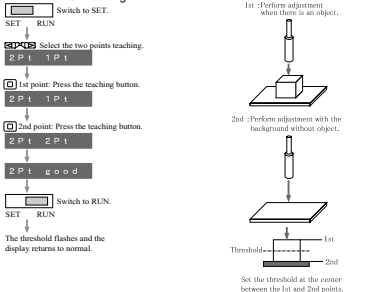 Switch to SET.
SET RUN
Select the two points teaching.
2Pt 1Pt
1st point: Press the teaching button.
2Pt 1Pt
2nd point: Press the teaching button.
2Pt 2Pt
2Pt good
Switch to RUN.
SET RUN
The threshold flashes and the
display returns to normal.
1st :Perform adjustment
when there is an object.
2nd :Perform adjustment with the
background without object.
1st
Threshold
2nd
Set the threshold at the center
between the 1st and 2nd points.